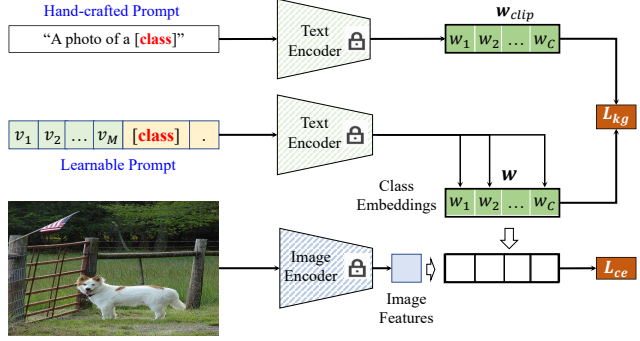 Hand-crafted Prompt
“A photo of a [class]”
Text
Encoder
w_clip
w_1 w_2 … w_C
L_kg
v_1 v_2 … v_M [class] .
Learnable Prompt
Text
Encoder
Class
Embeddings
w
w_1 w_2 … w_C
Image
Encoder
Image
Features
L_ce